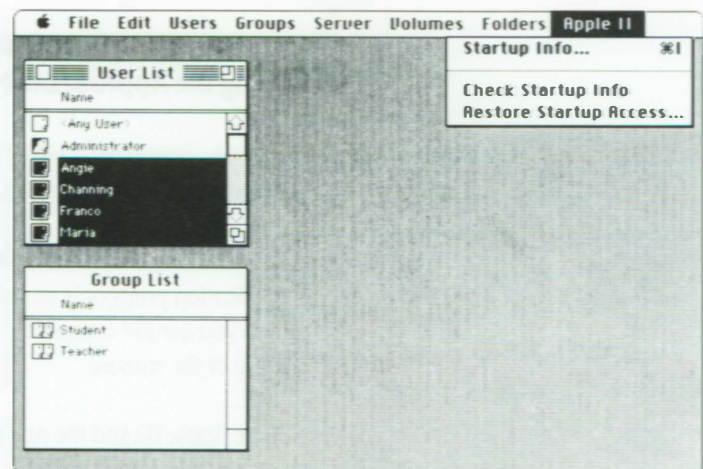 File Edit Users Groups Server Volumes Folders Apple II
Startup Info... ⌘I
Check Startup Info
Restore Startup Access...
User List
Name
<Any User>
Administrator
Angie
Channing
Franco
Maria
Group List
Name
Student
Teacher